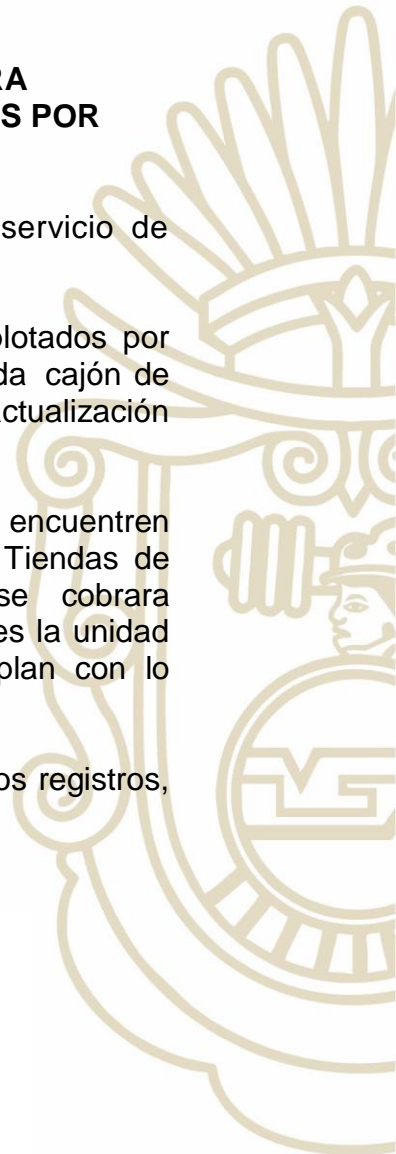 RA
S POR
servicio de
plotados por
da cajón de
actualización
encuentren
Tiendas de
se cobrara
es la unidad
plan con lo
os registros,